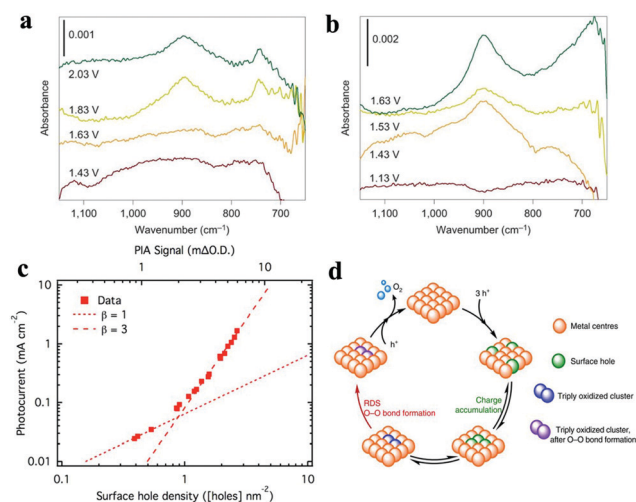 a
0.001
2.03 V
1.83 V
1.63 V
1.43 V
Absorbance
1,100 1,000 900 800 700
Wavenumber (cm⁻¹)
b
0.002
1.63 V
1.53 V
1.43 V
1.13 V
Absorbance
1,100 1,000 900 800 700
Wavenumber (cm⁻¹)
c
PIA Signal (mΔO.D.)
1 10
Data
β = 1
β = 3
Photocurrent (mA cm⁻²)
10
1
0.1
0.01
0.1 1 10
Surface hole density ([holes] nm⁻²)
d
O₂
3 h⁺
h⁺
RDS
O–O bond formation
Charge
accumulation
Metal centres
Surface hole
Triply oxidized cluster
Triply oxidized cluster,
after O–O bond formation